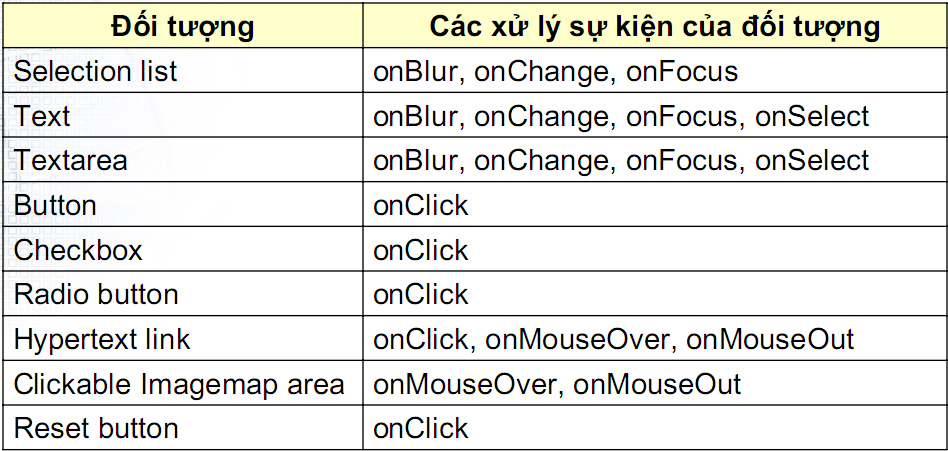 Đối tượng Các xử lý sự kiện của đối tượng
Selection list onBlur, onChange, onFocus
Text onBlur, onChange, onFocus, onSelect
Textarea onBlur, onChange, onFocus, onSelect
Button onClick
Checkbox onClick
Radio button onClick
Hypertext link onClick, onMouseOver, onMouseOut
Clickable Imagemap area onMouseOver, onMouseOut
Reset button onClick